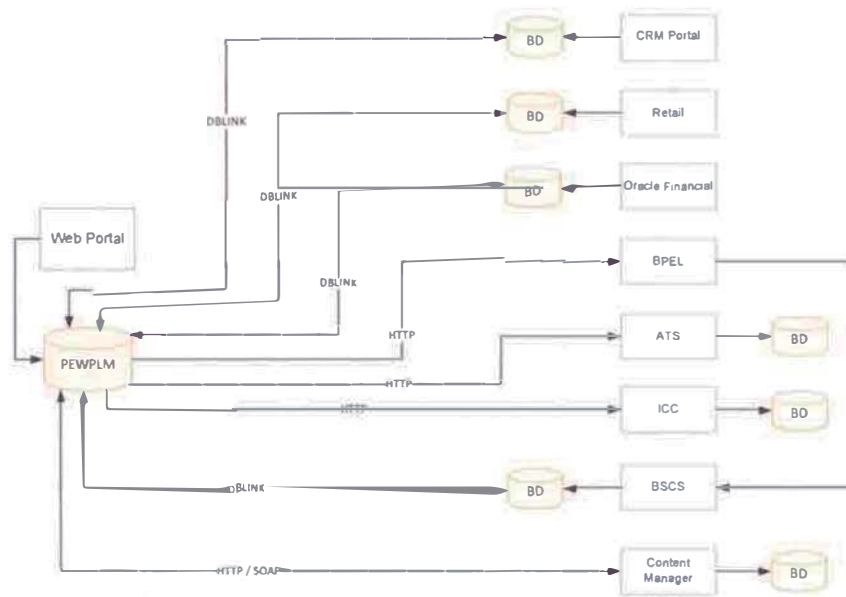 BD
CRM Portal
DBLINK
BD
Retail
DBLINK
BD
Oracle Financial
Web Portal
BPEL
DBLINK
HTTP
ATS
BD
PEWPLM
HTTP
ICC
BD
HTTP
DBLINK
BD
BSCS
HTTP / SOAP
Content
Manager
BD